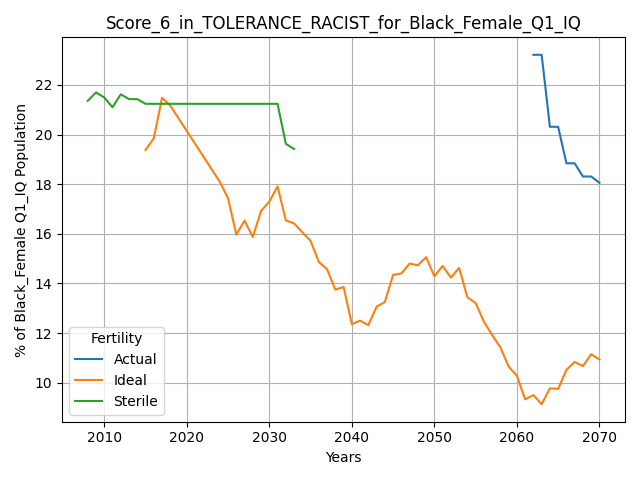 Score_6_in_TOLERANCE_RACIST_for_Black_Female_Q1_IQ
% of Black_Female Q1_IQ Population
22
20
18
16
14
12
10
Fertility
Actual
Ideal
Sterile
2010 2020 2030 2040 2050 2060 2070
Years